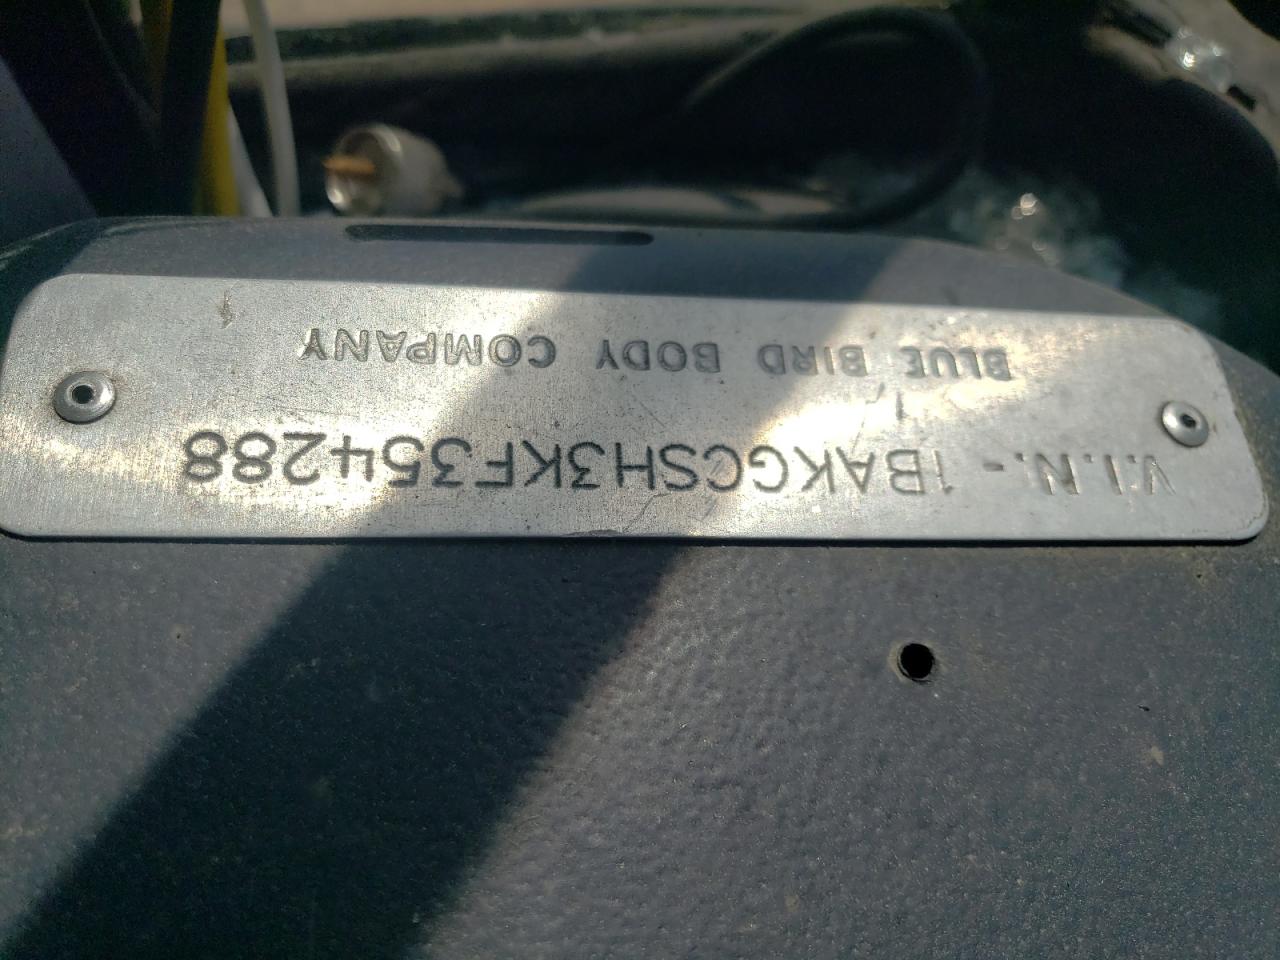 V.I.N.- 1BAKGCSH3KF354288
BLUE BIRD BODY COMPANY